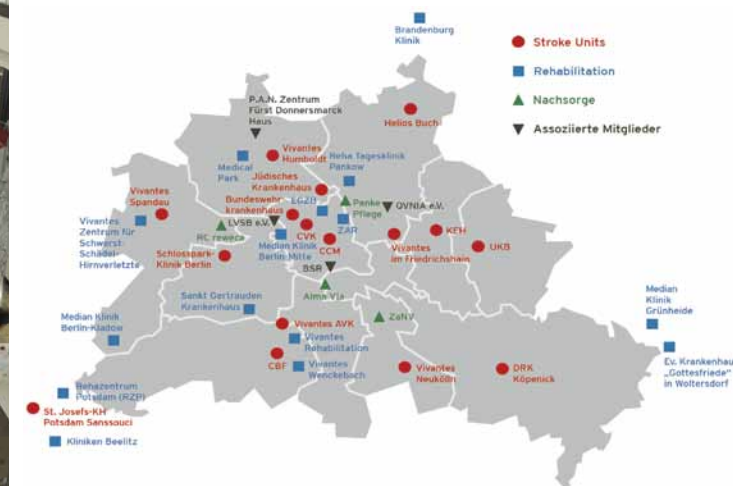 Brandenburg
Klinik
Stroke Units
Rehabilitation
Nachsorge
Assoziierte Mitglieder
P.A.N. Zentrum
Fürst Donnersmarck
Haus
Helios Buch
Vivantes
Humboldt
Medical
Park
Reha Tagesklinik
Pankow
Jüdisches
Krankenhaus
Vivantes
Spandau
Bundeswehr-
krankenhaus
EGZB
Panke
Pflege
QVNIA e.V.
Vivantes
Zentrum für
Schwerst-
Schädel-
Hirnverletzte
LVSB e.V.
RC reweca
CVK
ZAR
KEH
UKB
Schlosspark-
Klinik Berlin
Median Klinik
Berlin-Mitte
CCM
Vivantes
im Friedrichshain
BSR
Alma Via
Median
Klinik
Grünheide
Sankt Gertrauden
Krankenhaus
ZaNV
Median Klinik
Berlin-Kladow
Vivantes AVK
Vivantes
Rehabilitation
Ev. Krankenhau
„Gottesfriede“
in Woltersdorf
CBF
Vivantes
Wenckebach
Vivantes
Neukölln
DRK
Köpenick
Rehazentrum
Potsdam (RZP)
St. Josefs-KH
Potsdam Sanssouci
Kliniken Beelitz